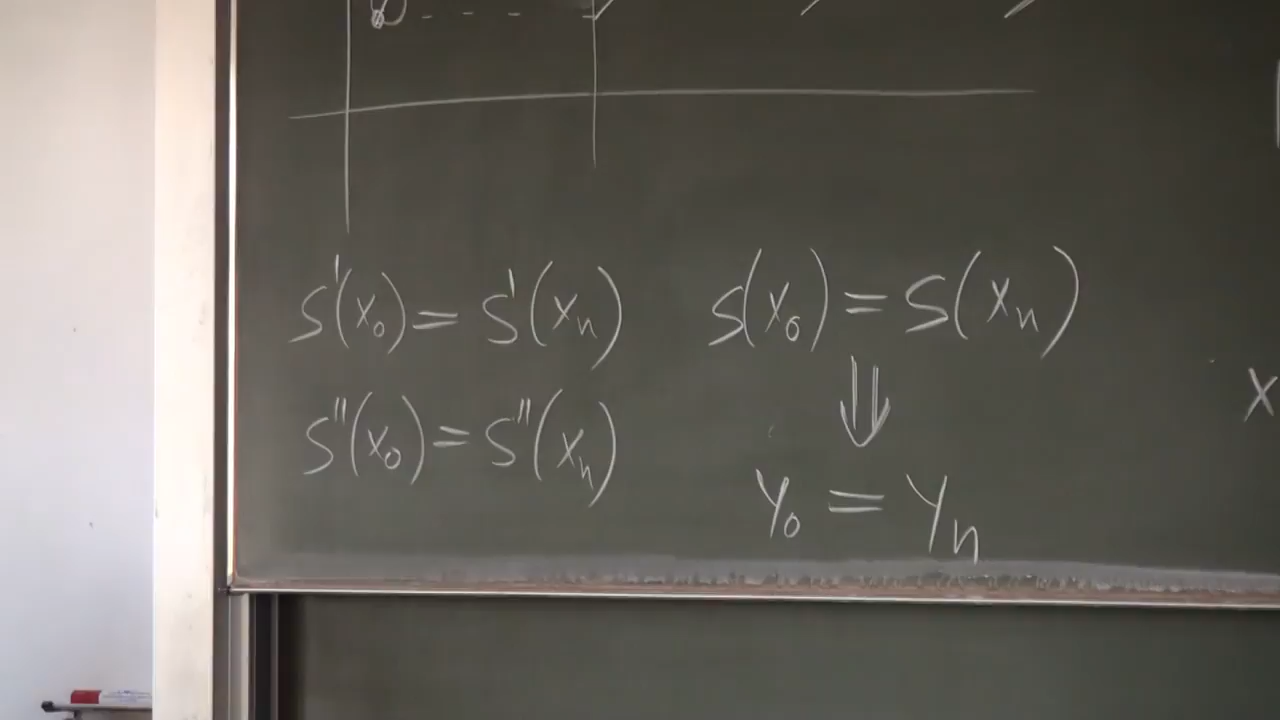 S'(x₀) = S'(xₙ) S(x₀) = S(xₙ)
⇓
x
S''(x₀) = S''(xₙ)
y₀ = yₙ